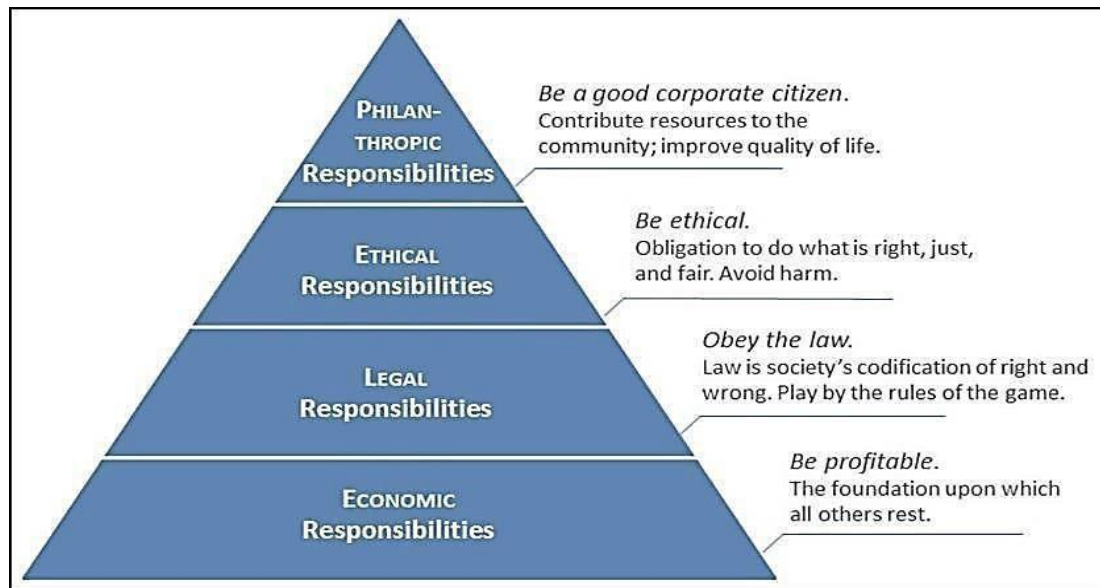 PHILAN-
THROPIC
Responsibilities
Be a good corporate citizen.
Contribute resources to the
community; improve quality of life.
ETHICAL
Responsibilities
Be ethical.
Obligation to do what is right, just,
and fair. Avoid harm.
LEGAL
Responsibilities
Obey the law.
Law is society’s codification of right and
wrong. Play by the rules of the game.
ECONOMIC
Responsibilities
Be profitable.
The foundation upon which
all others rest.